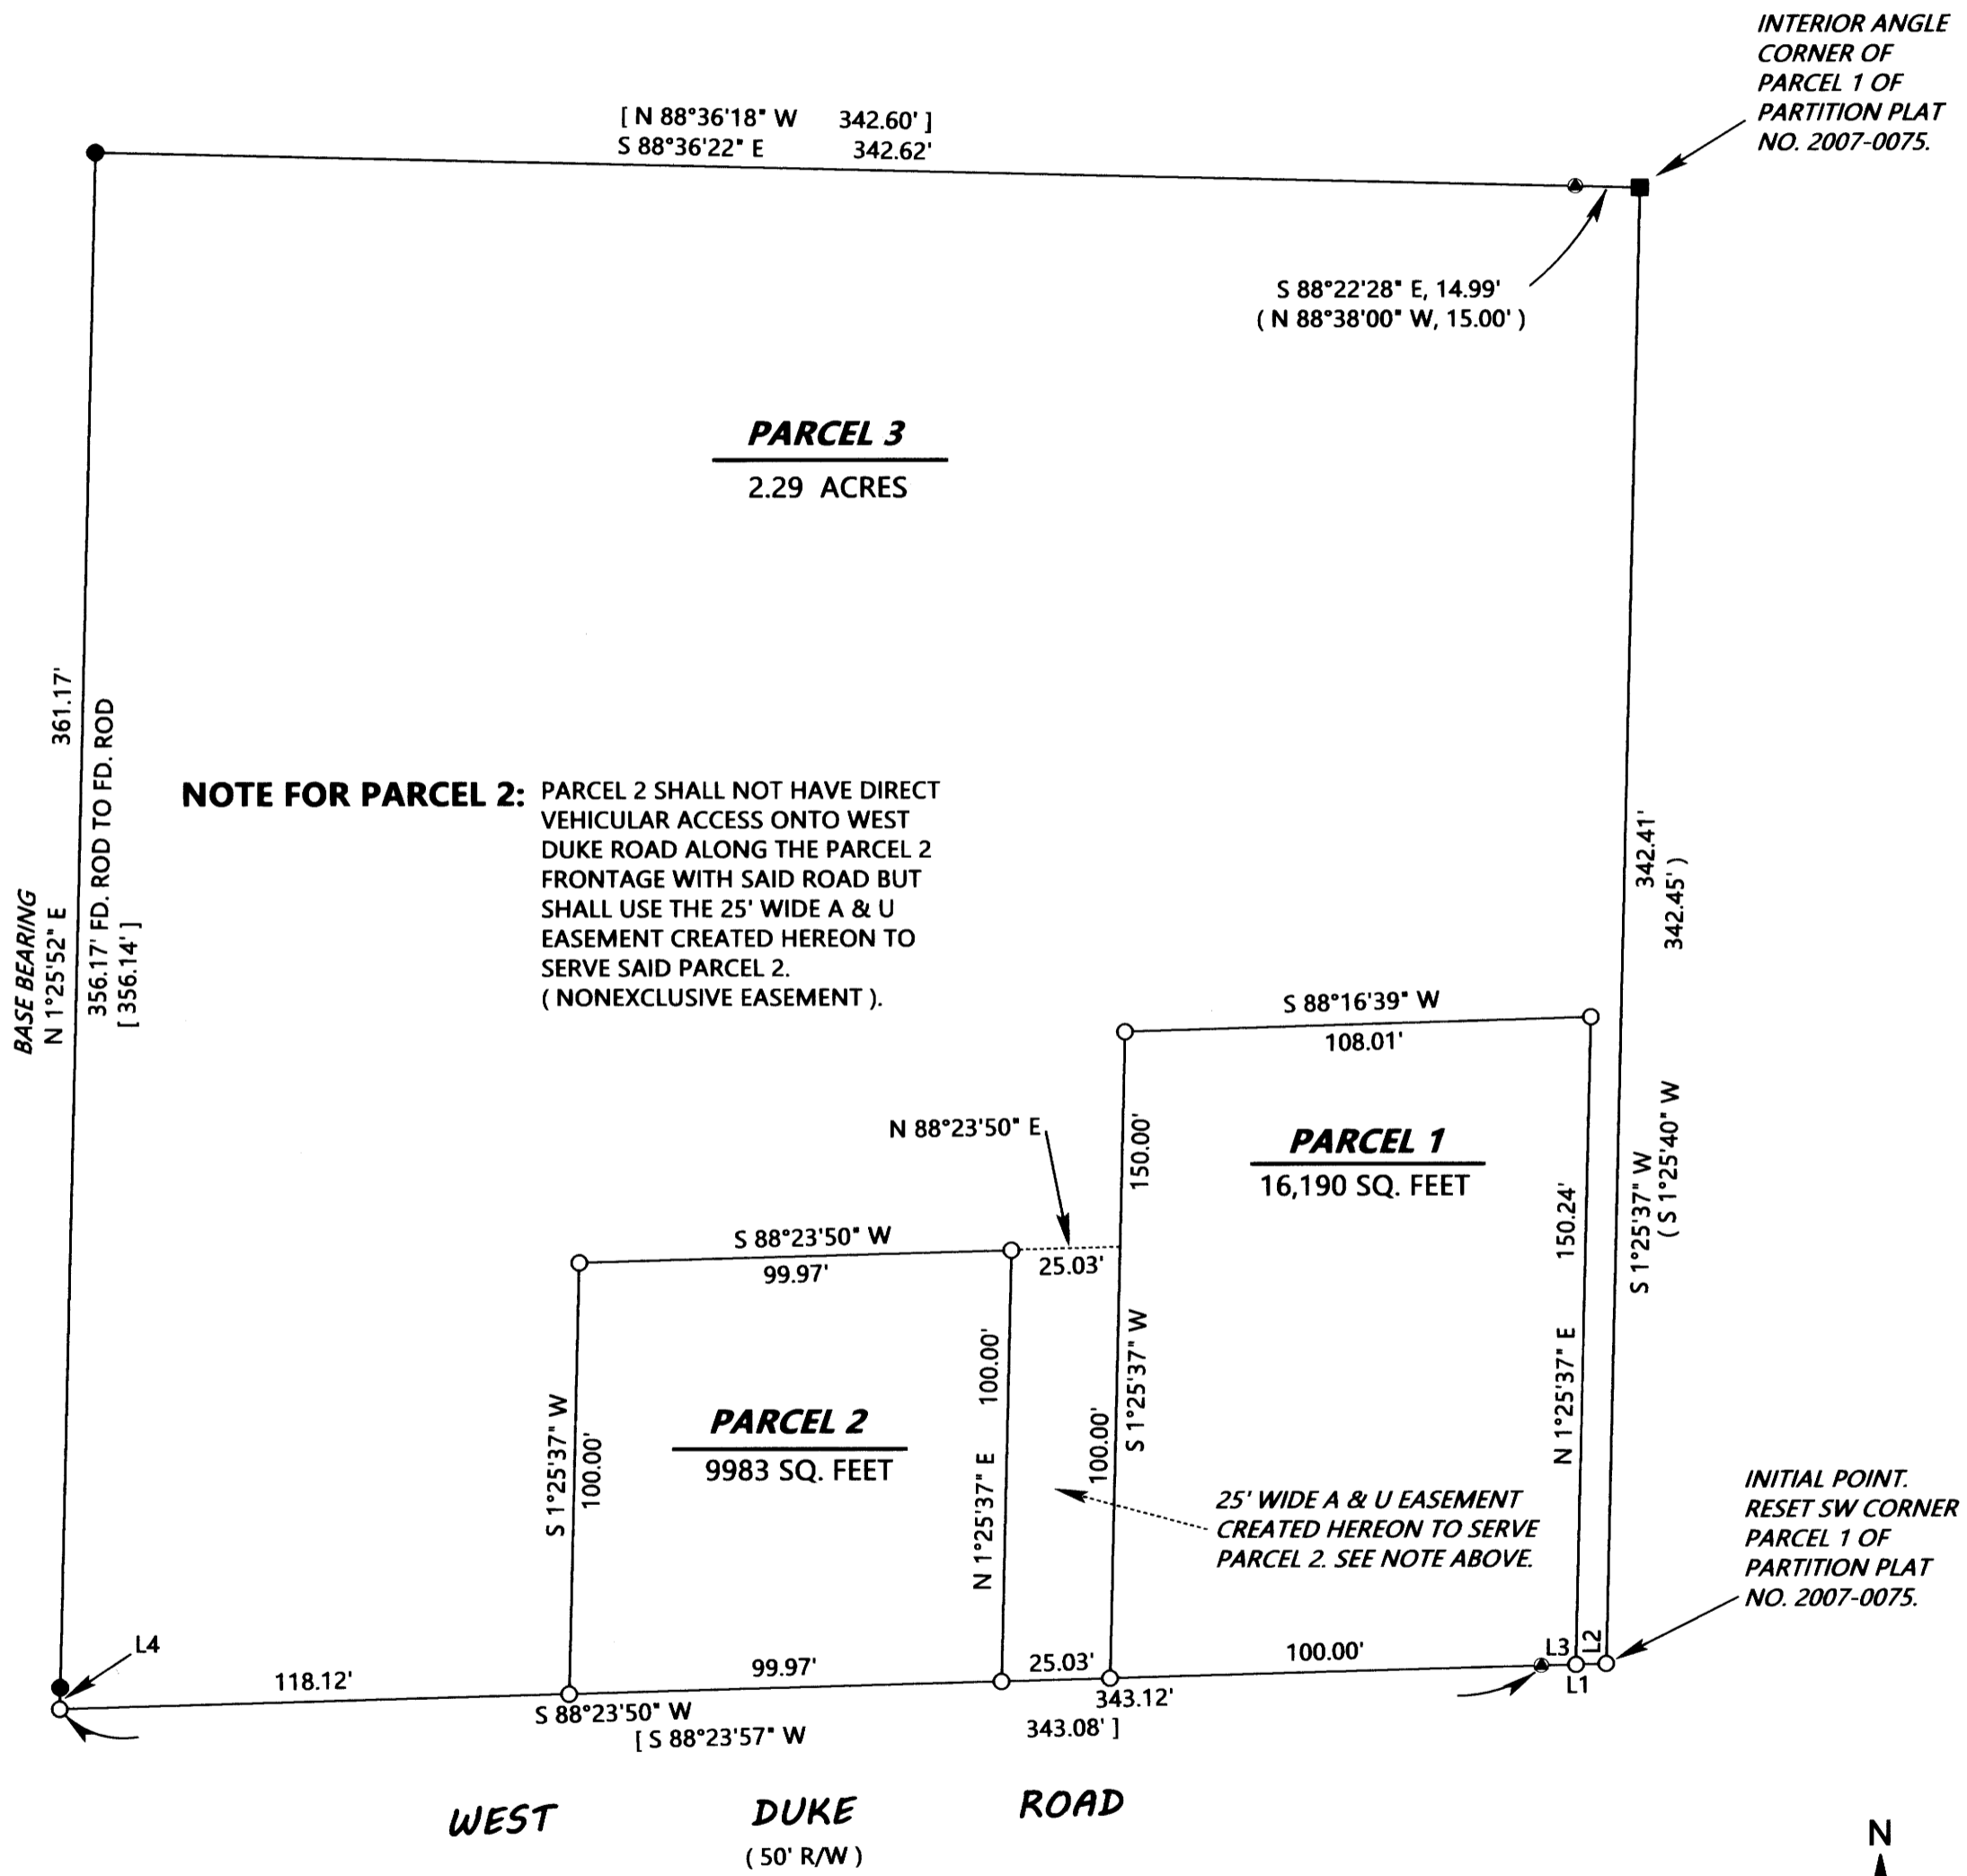 INTERIOR ANGLE
CORNER OF
PARCEL 1 OF
PARTITION PLAT
NO. 2007-0075.
[ N 88°36'18" W 342.60' ]
S 88°36'22" E 342.62'
S 88°22'28" E, 14.99'
( N 88°38'00" W, 15.00' )
PARCEL 3
2.29 ACRES
BASE BEARING
N 1°25'52" E 361.17'
356.17' FD. ROD TO FD. ROD
[ 356.14' ]
NOTE FOR PARCEL 2: PARCEL 2 SHALL NOT HAVE DIRECT
VEHICULAR ACCESS ONTO WEST
DUKE ROAD ALONG THE PARCEL 2
FRONTAGE WITH SAID ROAD BUT
SHALL USE THE 25' WIDE A & U
EASEMENT CREATED HEREON TO
SERVE SAID PARCEL 2.
( NONEXCLUSIVE EASEMENT ).
S 1°25'37" W 342.41'
( S 1°25'40" W 342.45' )
S 88°16'39" W
108.01'
N 88°23'50" E
150.00'
PARCEL 1
16,190 SQ. FEET
N 1°25'37" E 150.24'
S 88°23'50" W
99.97'
25.03'
S 1°25'37" W
100.00'
PARCEL 2
9983 SQ. FEET
N 1°25'37" E 100.00'
100.00'
S 1°25'37" W
25' WIDE A & U EASEMENT
CREATED HEREON TO SERVE
PARCEL 2. SEE NOTE ABOVE.
INITIAL POINT.
RESET SW CORNER
PARCEL 1 OF
PARTITION PLAT
NO. 2007-0075.
L4
118.12'
99.97'
25.03'
100.00'
L3
L2
L1
S 88°23'50" W 343.12'
[ S 88°23'57" W 343.08' ]
WEST DUKE ROAD
( 50' R/W )
N